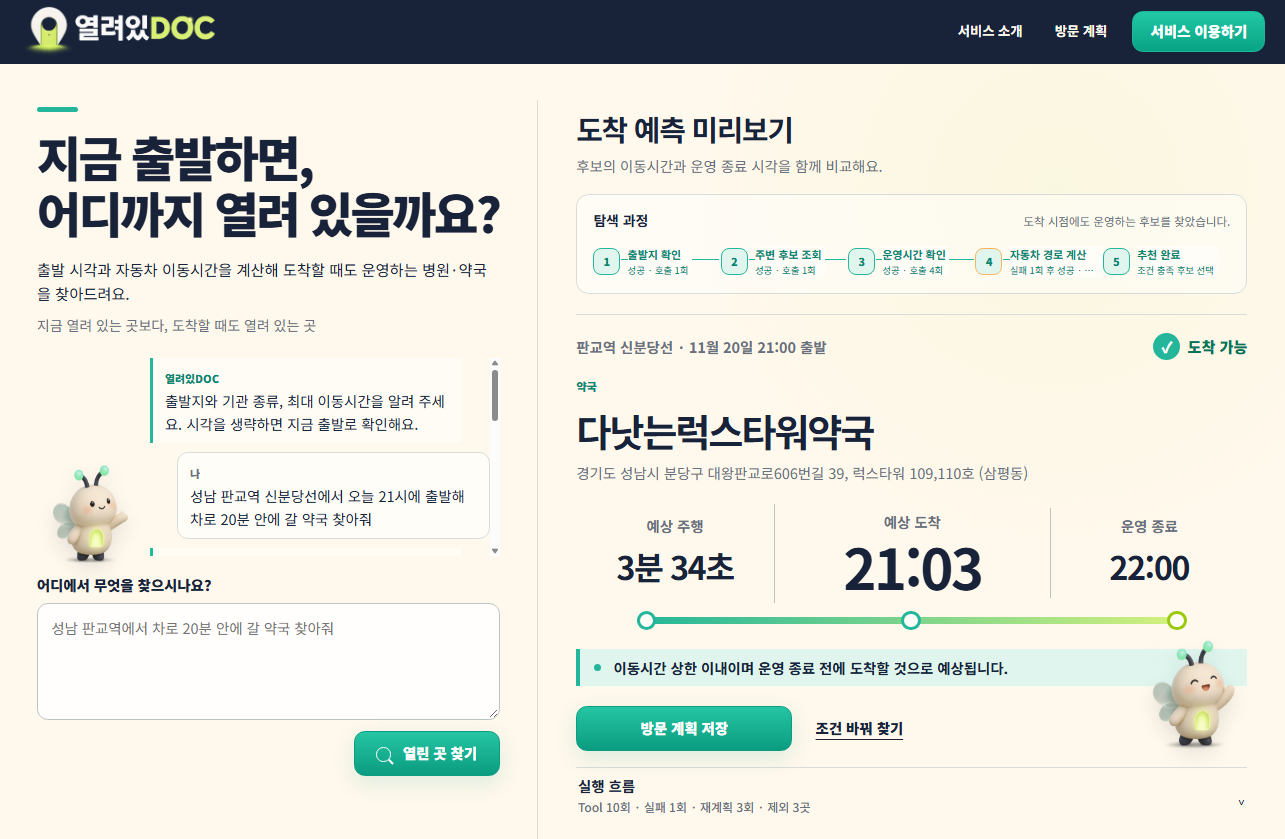 열려있DOC
서비스 소개
방문 계획
서비스 이용하기
지금 출발하면,
어디까지 열려 있을까요?
출발 시각과 자동차 이동시간을 계산해 도착할 때도 운영하는 병원·약국
을 찾아드려요.
지금 열려 있는 곳보다, 도착할 때도 열려 있는 곳
열려있DOC
출발지와 기관 종류, 최대 이동시간을 알려 주세
요. 시각을 생략하면 지금 출발로 확인해요.
나
성남 판교역 신분당선에서 오늘 21시에 출발해
차로 20분 안에 갈 약국 찾아줘
어디에서 무엇을 찾으시나요?
성남 판교역에서 차로 20분 안에 갈 약국 찾아줘
열린 곳 찾기
도착 예측 미리보기
후보의 이동시간과 운영 종료 시각을 함께 비교해요.
탐색 과정
도착 시점에도 운영하는 후보를 찾았습니다.
1
출발지 확인
성공 · 호출 1회
2
주변 후보 조회
성공 · 호출 1회
3
운영시간 확인
성공 · 호출 4회
4
자동차 경로 계산
실패 1회 후 성공 · ···
5
추천 완료
조건 충족 후보 선택
판교역 신분당선 · 11월 20일 21:00 출발
도착 가능
약국
다낫는럭스타워약국
경기도 성남시 분당구 대왕판교로606번길 39, 럭스타워 109,110호 (삼평동)
예상 주행
3분 34초
예상 도착
21:03
운영 종료
22:00
이동시간 상한 이내이며 운영 종료 전에 도착할 것으로 예상됩니다.
방문 계획 저장
조건 바꿔 찾기
실행 흐름
Tool 10회 · 실패 1회 · 재계획 3회 · 제외 3곳